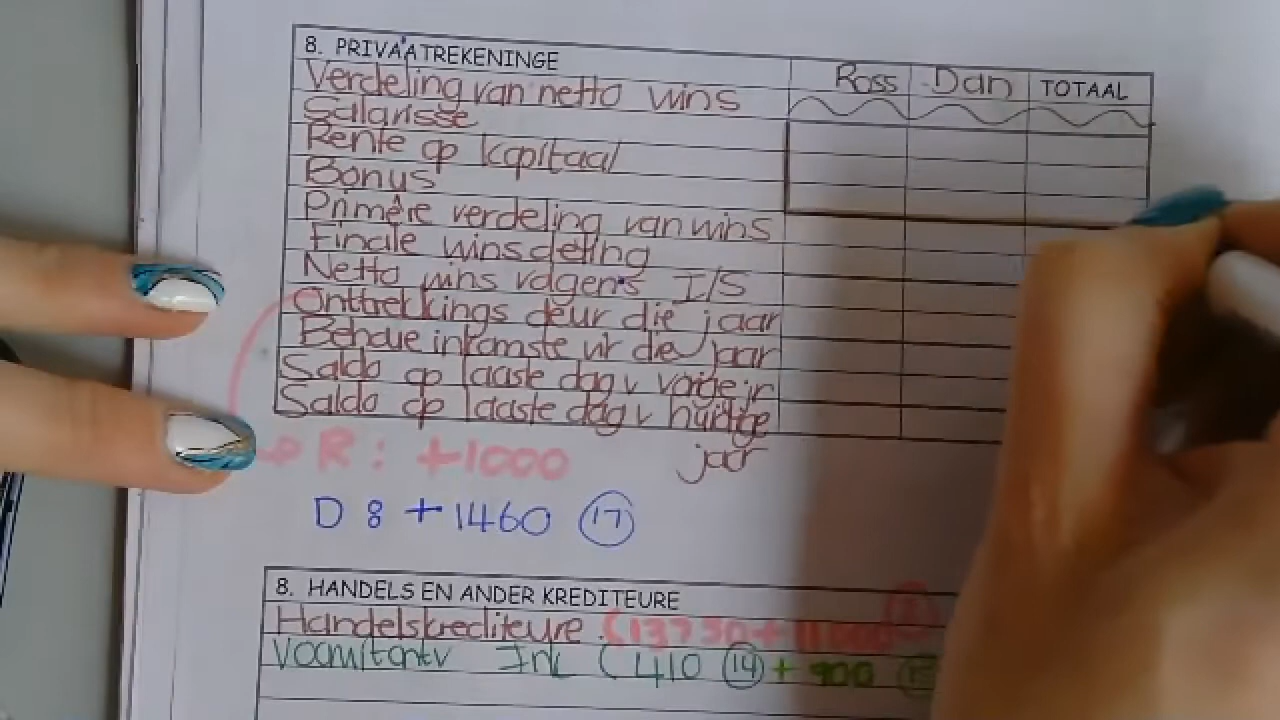 8. PRIVAATREKENINGE Ross Dan TOTAAL
Verdeling van netto wins
Salarisse
Rente op kapitaal
Bonus
Primêre verdeling van wins
Finale winsdeling
Netto wins volgens I/S
Onttrekkings deur die jaar
Behoue inkomste vir die jaar
Saldo op laaste dag v vorige jr
Saldo op laaste dag v huidige
jaar
R: +1000
D 8 + 1460 17
8. HANDELS EN ANDER KREDITEURE
Handelskrediteure (13750 +
Ink (410 14 + 900